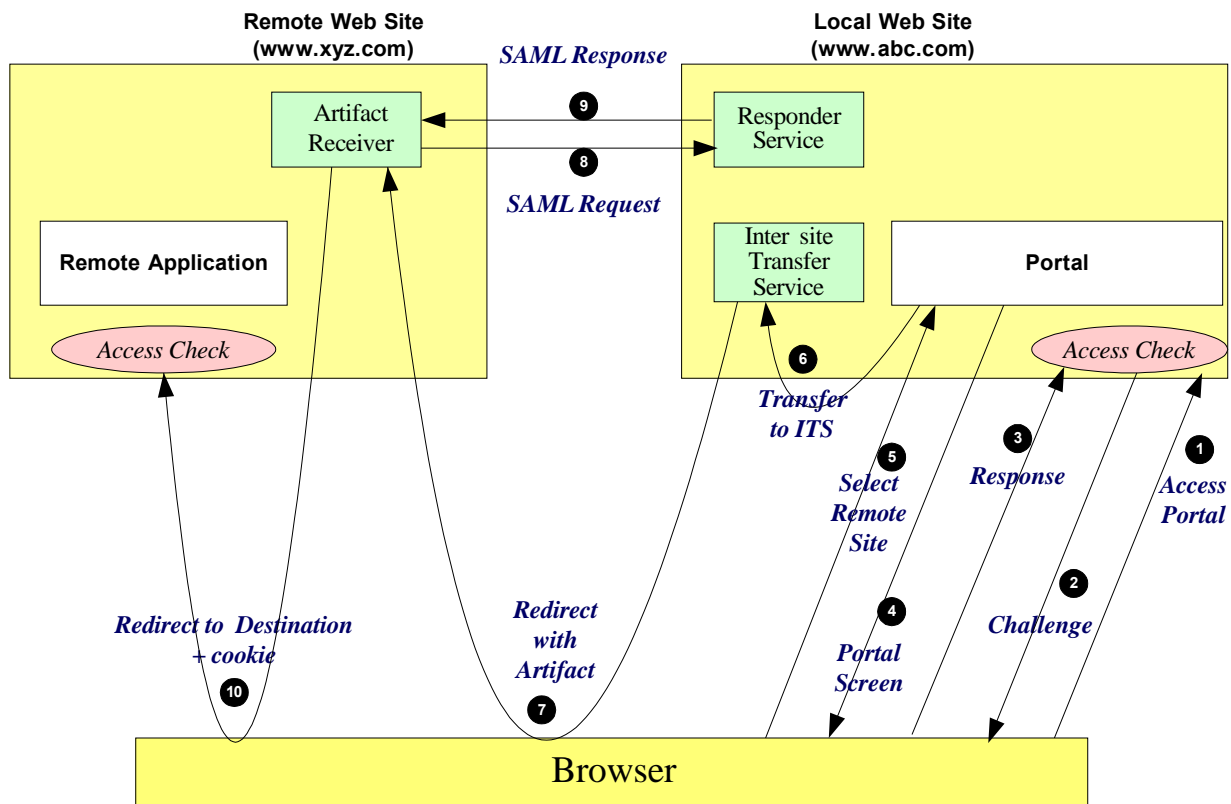 Remote Web Site
(www.xyz.com)
Local Web Site
(www.abc.com)
SAML Response
9
8
SAML Request
Artifact
Receiver
Responder
Service
Remote Application
Inter site
Transfer
Service
Portal
Access Check
Access Check
6
Transfer
to ITS
5
Select
Remote
Site
3
Response
1
Access
Portal
2
Challenge
4
Portal
Screen
Redirect to Destination
+ cookie
10
Redirect
with
Artifact
7
Browser